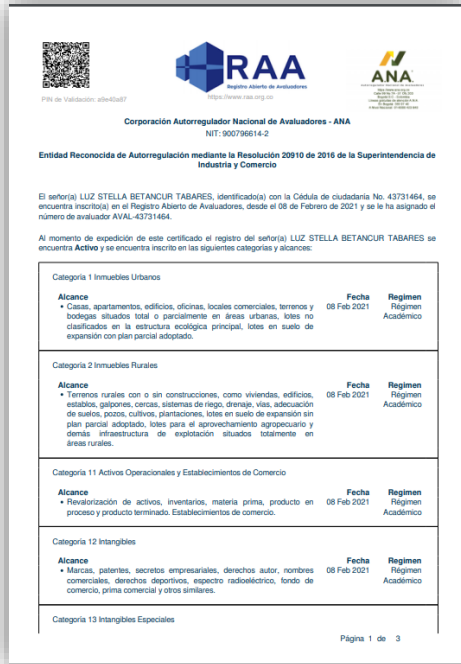 RAA
Registro Abierto de Avaluadores
https://www.raa.org.co
ANA
PIN de Validación: a9e40a87
Corporación Autorregulador Nacional de Avaluadores - ANA
NIT: 900796614-2
Entidad Reconocida de Autorregulación mediante la Resolución 20910 de 2016 de la Superintendencia de
Industria y Comercio
El señor(a) LUZ STELLA BETANCUR TABARES, identificado(a) con la Cédula de ciudadanía No. 43731464, se
encuentra inscrito(a) en el Registro Abierto de Avaluadores, desde el 08 de Febrero de 2021 y se le ha asignado el
número de avaluador AVAL-43731464.
Al momento de expedición de este certificado el registro del señor(a) LUZ STELLA BETANCUR TABARES se
encuentra Activo y se encuentra inscrito en las siguientes categorías y alcances:
Categoría 1 Inmuebles Urbanos
Alcance Fecha Regimen
• Casas, apartamentos, edificios, oficinas, locales comerciales, terrenos y 08 Feb 2021 Régimen
bodegas situados total o parcialmente en áreas urbanas, lotes no Académico
clasificados en la estructura ecológica principal, lotes en suelo de
expansión con plan parcial adoptado.
Categoría 2 Inmuebles Rurales
Alcance Fecha Regimen
• Terrenos rurales con o sin construcciones, como viviendas, edificios, 08 Feb 2021 Régimen
establos, galpones, cercas, sistemas de riego, drenaje, vías, adecuación Académico
de suelos, pozos, cultivos, plantaciones, lotes en suelo de expansión sin
plan parcial adoptado, lotes para el aprovechamiento agropecuario y
demás infraestructura de explotación situados totalmente en
áreas rurales.
Categoría 11 Activos Operacionales y Establecimientos de Comercio
Alcance Fecha Regimen
• Revalorización de activos, inventarios, materia prima, producto en 08 Feb 2021 Régimen
proceso y producto terminado. Establecimientos de comercio. Académico
Categoría 12 Intangibles
Alcance Fecha Regimen
• Marcas, patentes, secretos empresariales, derechos autor, nombres 08 Feb 2021 Régimen
comerciales, derechos deportivos, espectro radioeléctrico, fondo de Académico
comercio, prima comercial y otros similares.
Categoría 13 Intangibles Especiales
Página 1 de 3